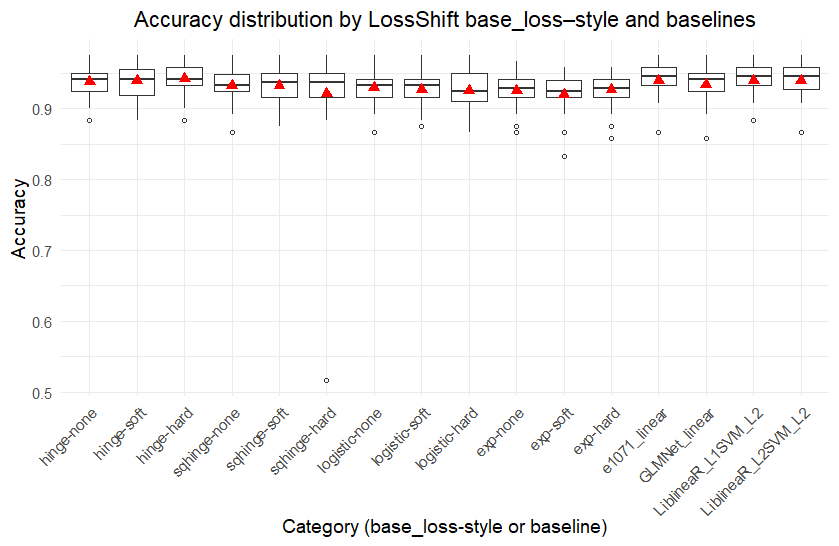 Accuracy distribution by LossShift base_loss–style and baselines
Accuracy
0.9
0.8
0.7
0.6
0.5
hinge-none
hinge-soft
hinge-hard
sqhinge-none
sqhinge-soft
sqhinge-hard
logistic-none
logistic-soft
logistic-hard
exp-none
exp-soft
exp-hard
e1071_linear
GLMNet_linear
LiblineaR_L1SVM_L2
LiblineaR_L2SVM_L2
Category (base_loss-style or baseline)